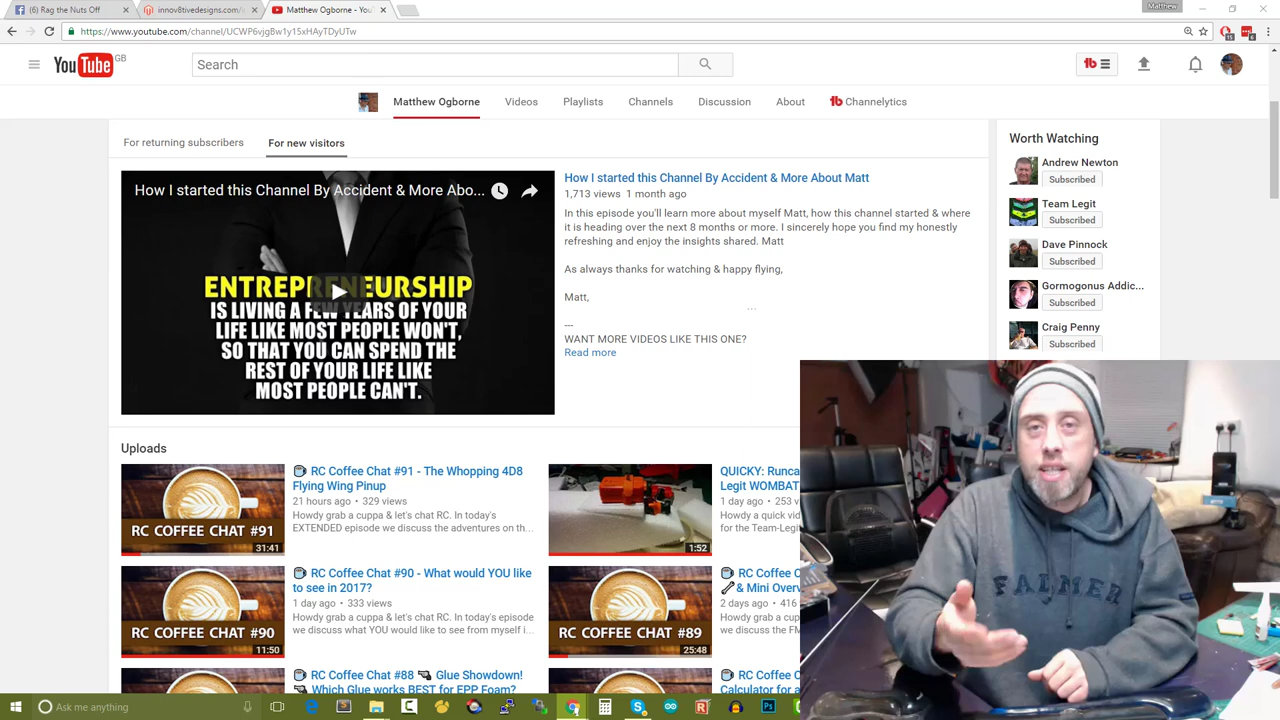 (6) Rag the Nuts Off
innov8tivedesigns.com/i
Matthew Ogborne - You
Matthew
https://www.youtube.com/channel/UCWP6vjgBw1y15xHAyTDyUTw
YouTube GB
Search
Matthew Ogborne
Videos
Playlists
Channels
Discussion
About
Channelytics
For returning subscribers
For new visitors
How I started this Channel By Accident & More Abo...
ENTREPRENEURSHIP
IS LIVING A FEW YEARS OF YOUR
LIFE LIKE MOST PEOPLE WON'T,
SO THAT YOU CAN SPEND THE
REST OF YOUR LIFE LIKE
MOST PEOPLE CAN'T.
How I started this Channel By Accident & More About Matt
1,713 views 1 month ago
In this episode you'll learn more about myself Matt, how this channel started & where
it is heading over the next 8 months or more. I sincerely hope you find my honestly
refreshing and enjoy the insights shared. Matt
As always thanks for watching & happy flying,
Matt,
...
---
WANT MORE VIDEOS LIKE THIS ONE?
Read more
Worth Watching
Andrew Newton
Subscribed
Team Legit
Subscribed
Dave Pinnock
Subscribed
Gormogonus Addic...
Subscribed
Craig Penny
Subscribed
Uploads
RC COFFEE CHAT #91
31:41
RC Coffee Chat #91 - The Whopping 4D8
Flying Wing Pinup
21 hours ago • 329 views
Howdy grab a cuppa & let's chat RC. In today's
EXTENDED episode we discuss the adventures on th...
1:52
QUICKY: Runca
Legit WOMBAT
1 day ago • 253 v
Howdy a quick vid
for the Team-Legit
RC COFFEE CHAT #90
11:50
RC Coffee Chat #90 - What would YOU like
to see in 2017?
1 day ago • 333 views
Howdy grab a cuppa & let's chat RC. In today's
episode we discuss what YOU would like to see from myself i...
RC COFFEE CHAT #89
25:48
RC Coffee C
& Mini Overv
2 days ago • 416
Howdy grab a cup
we discuss the FM
RC Coffee Chat #88 Glue Showdown!
Which Glue works BEST for EPP Foam?
RC Coffee C
Calculator for a
FALMER
Ask me anything